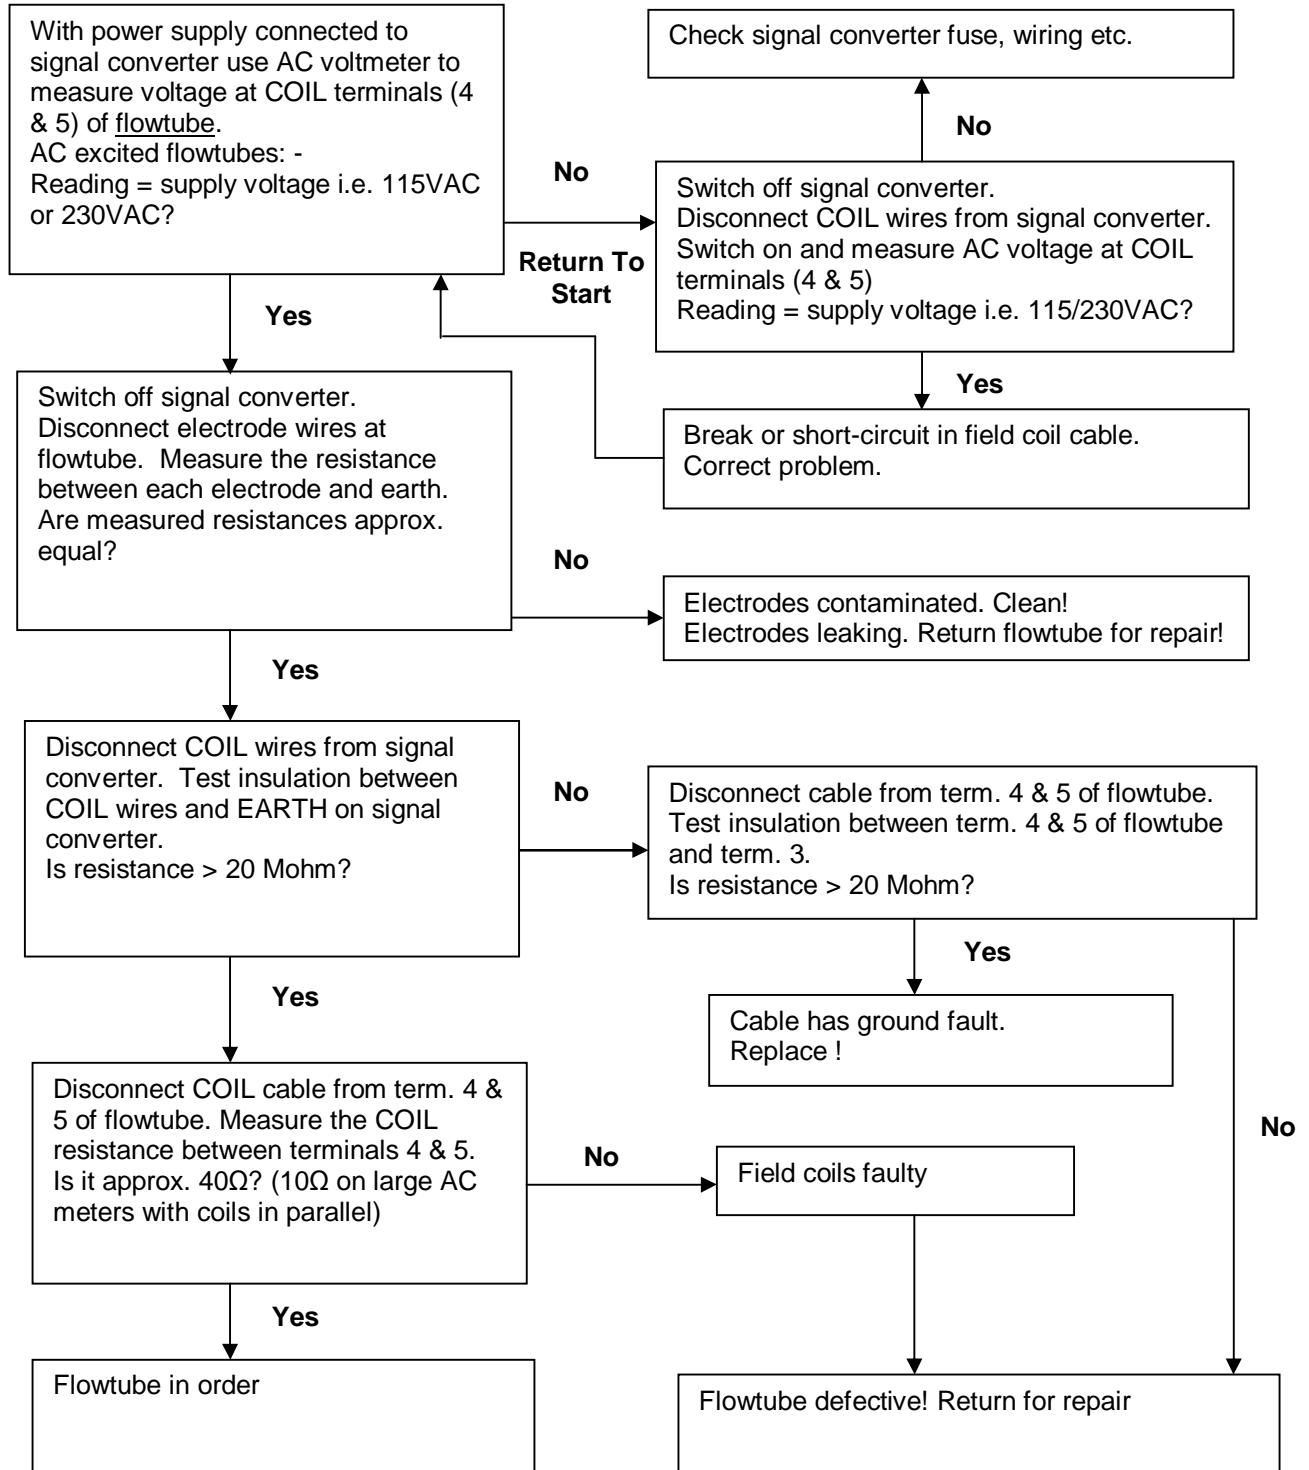 With power supply connected to
signal converter use AC voltmeter to
measure voltage at COIL terminals (4
& 5) of flowtube.
AC excited flowtubes: -
Reading = supply voltage i.e. 115VAC
or 230VAC?
Check signal converter fuse, wiring etc.
No
No
Switch off signal converter.
Disconnect COIL wires from signal converter.
Switch on and measure AC voltage at COIL
terminals (4 & 5)
Reading = supply voltage i.e. 115/230VAC?
Return To
Start
Yes
Yes
Break or short-circuit in field coil cable.
Correct problem.
Switch off signal converter.
Disconnect electrode wires at
flowtube.  Measure the resistance
between each electrode and earth.
Are measured resistances approx.
equal?
No
Electrodes contaminated. Clean!
Electrodes leaking. Return flowtube for repair!
Yes
Disconnect COIL wires from signal
converter.  Test insulation between
COIL wires and EARTH on signal
converter.
Is resistance > 20 Mohm?
No
Disconnect cable from term. 4 & 5 of flowtube.
Test insulation between term. 4 & 5 of flowtube
and term. 3.
Is resistance > 20 Mohm?
Yes
Yes
Cable has ground fault.
Replace !
Disconnect COIL cable from term. 4 &
5 of flowtube. Measure the COIL
resistance between terminals 4 & 5.
Is it approx. 40Ω? (10Ω on large AC
meters with coils in parallel)
No
No
Field coils faulty
Yes
Flowtube in order
Flowtube defective! Return for repair